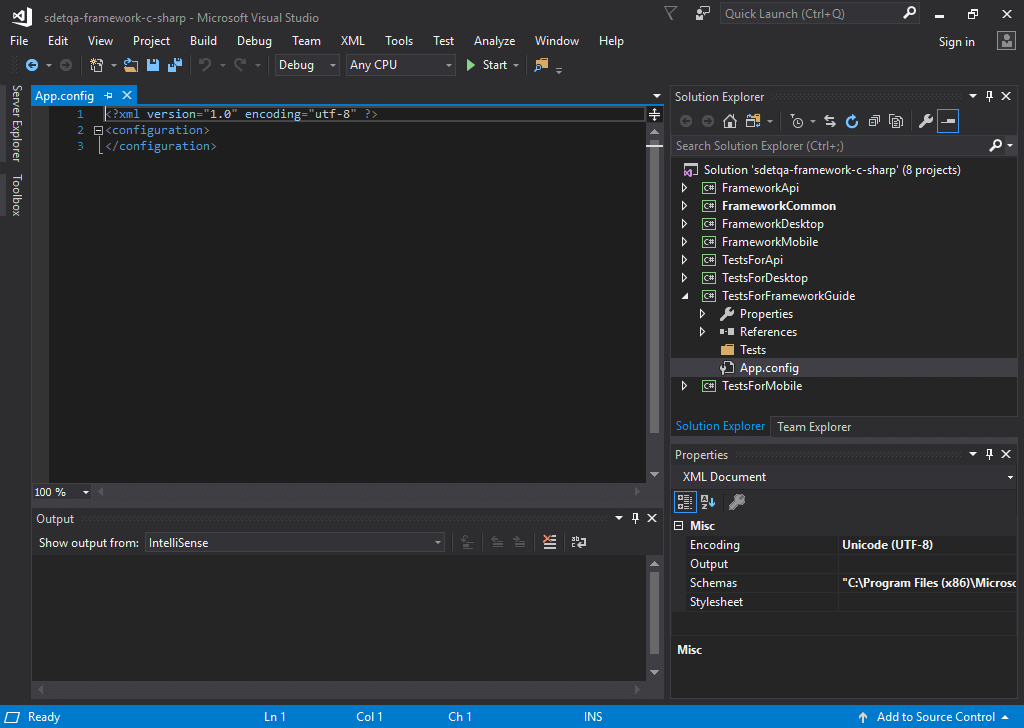 sdetqa-framework-c-sharp - Microsoft Visual Studio
Quick Launch (Ctrl+Q)
File Edit View Project Build Debug Team XML Tools Test Analyze Window Help
Sign in
Debug Any CPU Start
Server Explorer
Toolbox
App.config
1 <?xml version="1.0" encoding="utf-8" ?>
2 <configuration>
3 </configuration>
100 %
Output
Show output from: IntelliSense
Solution Explorer
Search Solution Explorer (Ctrl+;)
Solution 'sdetqa-framework-c-sharp' (8 projects)
C# FrameworkApi
C# FrameworkCommon
C# FrameworkDesktop
C# FrameworkMobile
C# TestsForApi
C# TestsForDesktop
C# TestsForFrameworkGuide
Properties
References
Tests
App.config
C# TestsForMobile
Solution Explorer Team Explorer
Properties
XML Document
Misc
Encoding Unicode (UTF-8)
Output
Schemas "C:\Program Files (x86)\Microso
Stylesheet
Misc
Ready Ln 1 Col 1 Ch 1 INS Add to Source Control